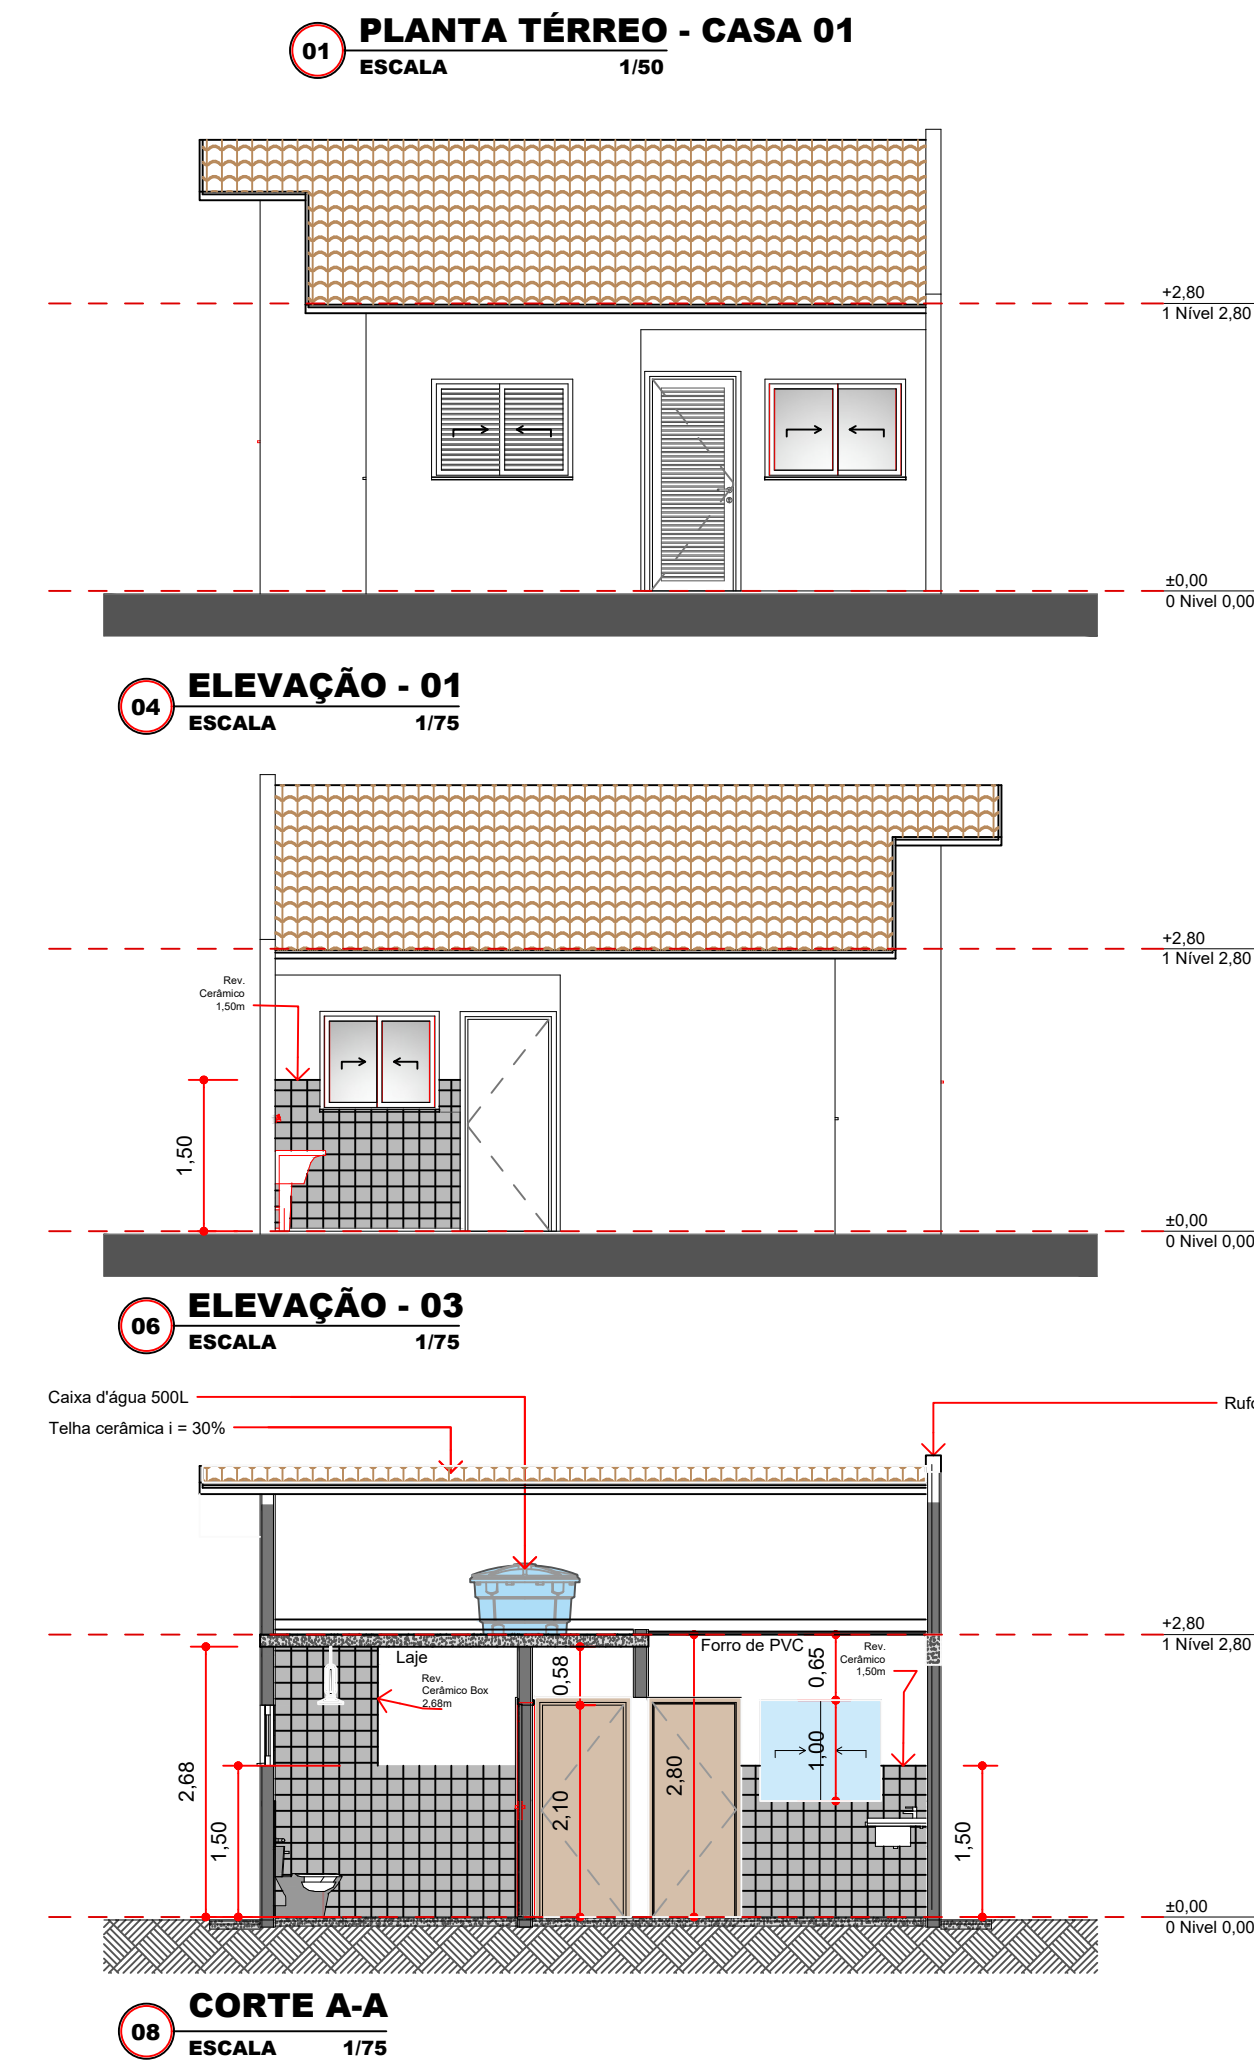 01
PLANTA TÉRREO - CASA 01
ESCALA 1/50
+2,80
1 Nível 2,80
±0,00
0 Nivel 0,00
04
ELEVAÇÃO - 01
ESCALA 1/75
+2,80
1 Nível 2,80
Rev.
Cerâmico
1,50m
1,50
±0,00
0 Nivel 0,00
06
ELEVAÇÃO - 03
ESCALA 1/75
Caixa d'água 500L
Rufo
Telha cerâmica i = 30%
+2,80
1 Nível 2,80
Laje
Forro de PVC
Rev.
Cerâmico
1,50m
Rev.
Cerâmico Box
2,68m
0,58
0,65
1,00
2,68
2,80
2,10
1,50
1,50
±0,00
0 Nivel 0,00
08
CORTE A-A
ESCALA 1/75